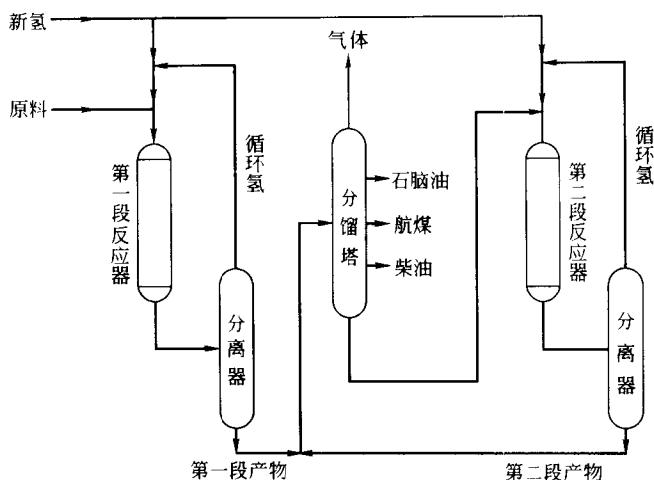 新氢
原料
第一段反应器
循环氢
分离器
第一段产物
气体
分馏塔
石脑油
航煤
柴油
第二段反应器
循环氢
分离器
第二段产物